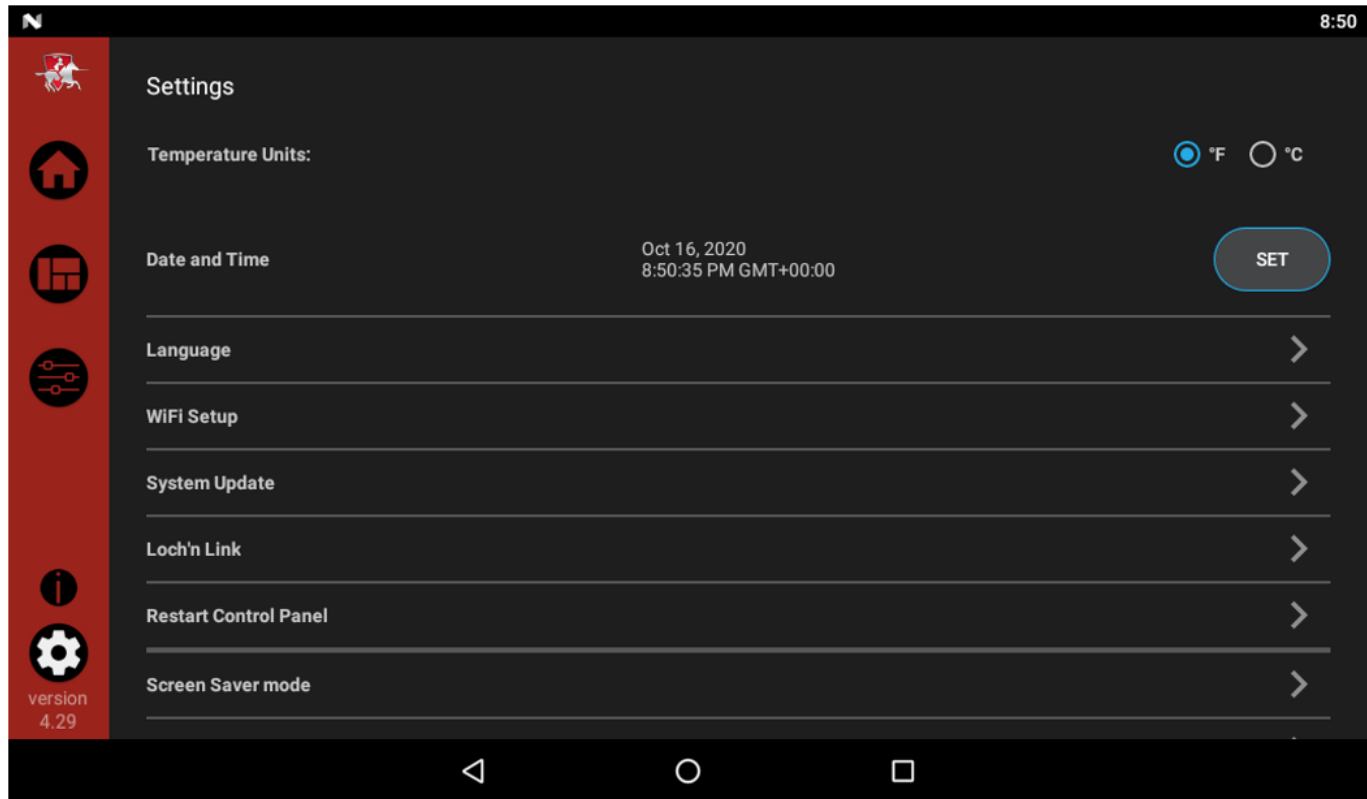 8:50
Settings
Temperature Units:
°F
°C
Date and Time
Oct 16, 2020
8:50:35 PM GMT+00:00
SET
Language
WiFi Setup
System Update
Loch'n Link
Restart Control Panel
Screen Saver mode
version
4.29